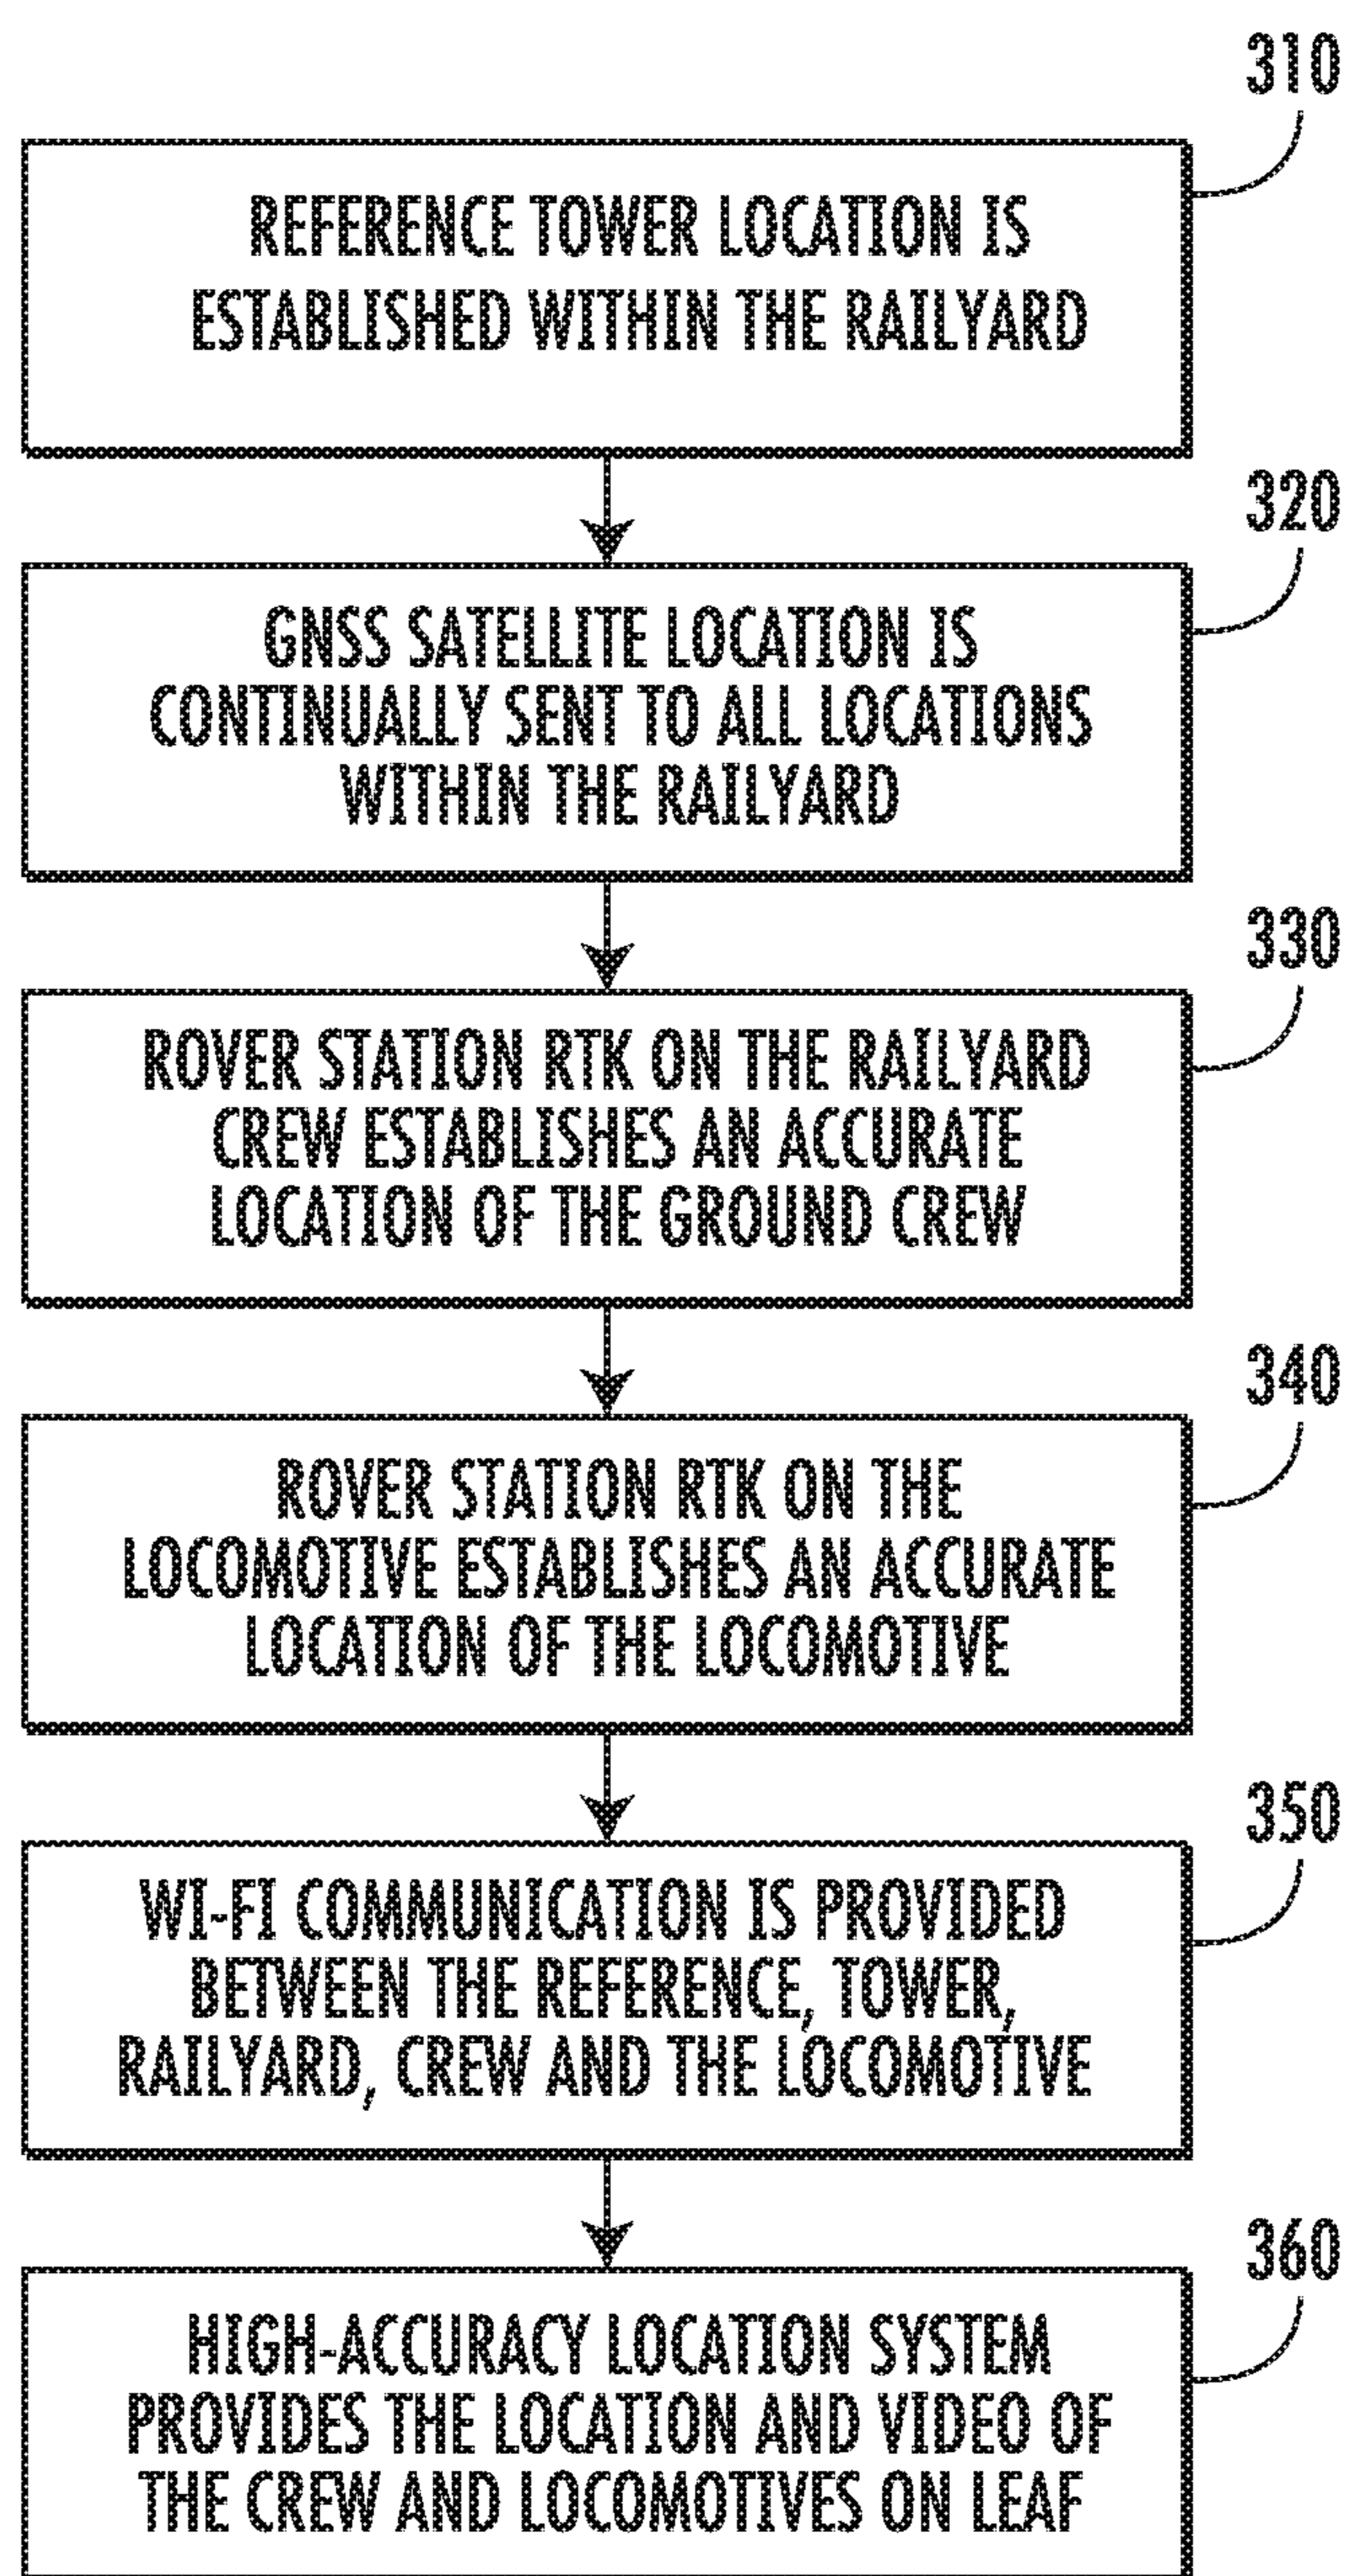 310
REFERENCE TOWER LOCATION IS
ESTABLISHED WITHIN THE RAILYARD
320
GNSS SATELLITE LOCATION IS
CONTINUALLY SENT TO ALL LOCATIONS
WITHIN THE RAILYARD
330
ROVER STATION RTK ON THE RAILYARD
CREW ESTABLISHES AN ACCURATE
LOCATION OF THE GROUND CREW
340
ROVER STATION RTK ON THE
LOCOMOTIVE ESTABLISHES AN ACCURATE
LOCATION OF THE LOCOMOTIVE
350
WI-FI COMMUNICATION IS PROVIDED
BETWEEN THE REFERENCE, TOWER,
RAILYARD, CREW AND THE LOCOMOTIVE
360
HIGH-ACCURACY LOCATION SYSTEM
PROVIDES THE LOCATION AND VIDEO OF
THE CREW AND LOCOMOTIVES ON LEAF